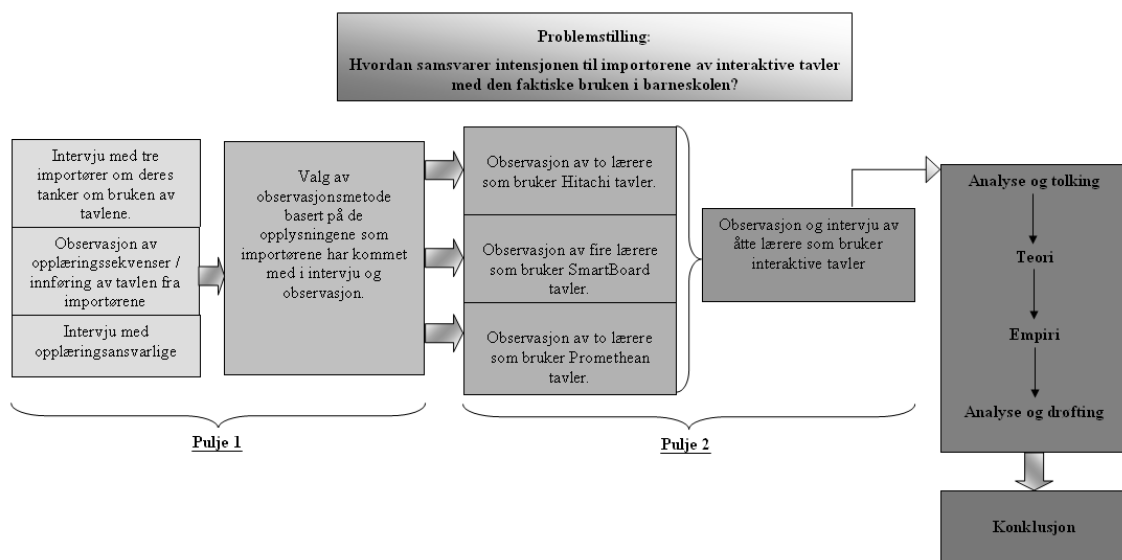 Problemstilling:
Hvordan samsvarer intensjonen til importørene av interaktive tavler
med den faktiske bruken i barneskolen?
Intervju med tre
importører om deres
tanker om bruken av
tavlene.
Observasjon av
opplæringssekvenser /
innføring av tavlen fra
importørene
Intervju med
opplæringsansvarlige
Valg av
observasjonsmetode
basert på de
opplysningene som
importørene har kommet
med i intervju og
observasjon.
Observasjon av to lærere
som bruker Hitachi tavler.
Observasjon av fire lærere
som bruker SmartBoard
tavler.
Observasjon av to lærere
som bruker Promethean
tavler.
Observasjon og intervju av
åtte lærere som bruker
interaktive tavler
Analyse og tolking
Teori
Empiri
Analyse og drøfting
Konklusjon
Pulje 1
Pulje 2